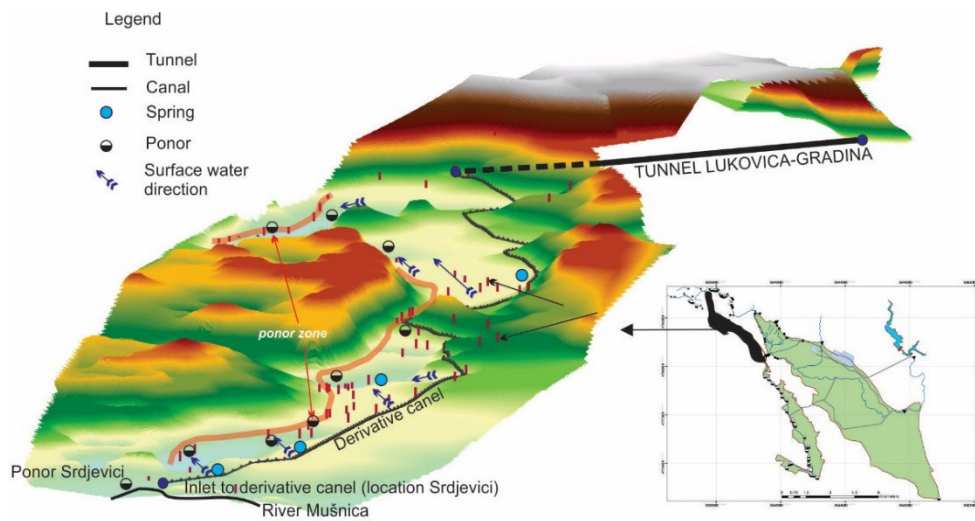 Legend
Tunnel
Canal
Spring
Ponor
Surface water
direction
TUNNEL LUKOVICA-GRADINA
ponor zone
Derivative canel
Ponor Srdjevici
Inlet to derivative canel (location Srdjevici)
River Mušnica